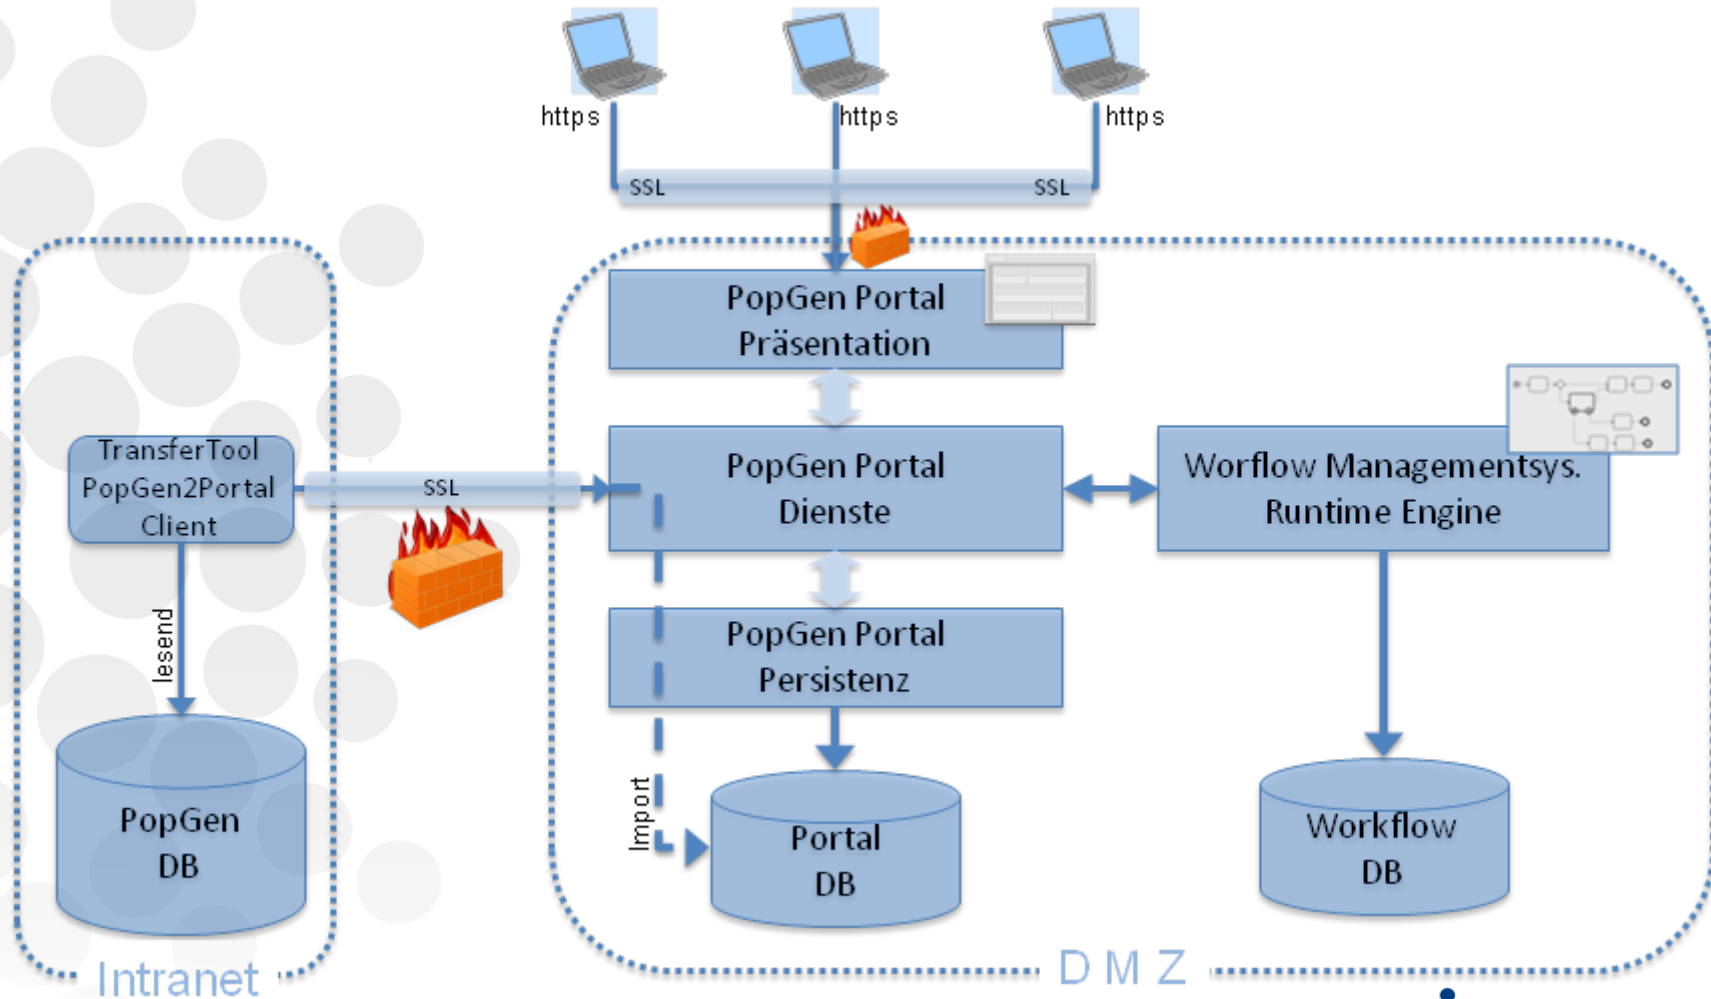 https
https
https
SSL
SSL
PopGen Portal
Präsentation
TransferTool
PopGen2Portal
Client
SSL
PopGen Portal
Dienste
Worflow Managementsys.
Runtime Engine
lesend
PopGen Portal
Persistenz
Import
PopGen
DB
Portal
DB
Workflow
DB
Intranet
D M Z